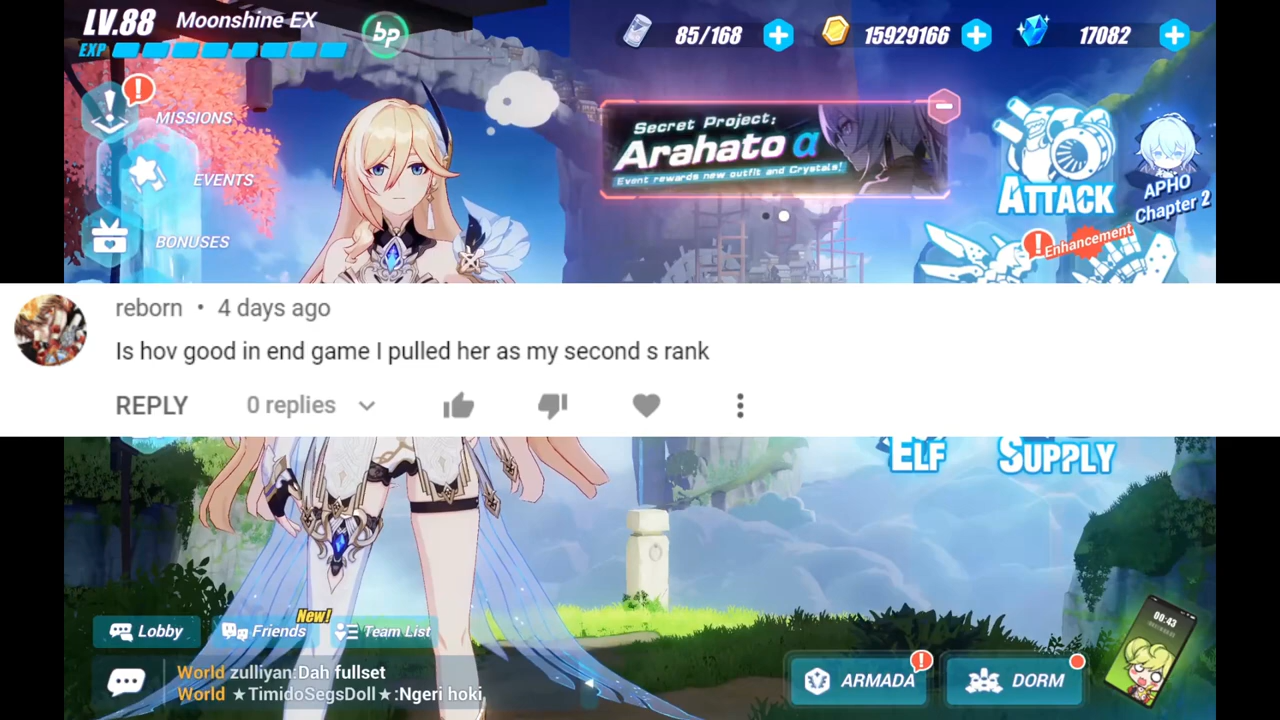 LV.88 Moonshine EX
EXP
bp
85/168
15929166
17082
MISSIONS
EVENTS
BONUSES
Secret Project:
Arahato α
Event rewards new outfit and Crystals!
ATTACK
APHO
Chapter 2
Enhancement
reborn • 4 days ago
Is hov good in end game I pulled her as my second s rank
REPLY 0 replies
ELF
SUPPLY
New!
Lobby Friends Team List
World zulliyan:Dah fullset
World ★TimidoSegsDoll★:Ngeri hoki
ARMADA
DORM
00:43